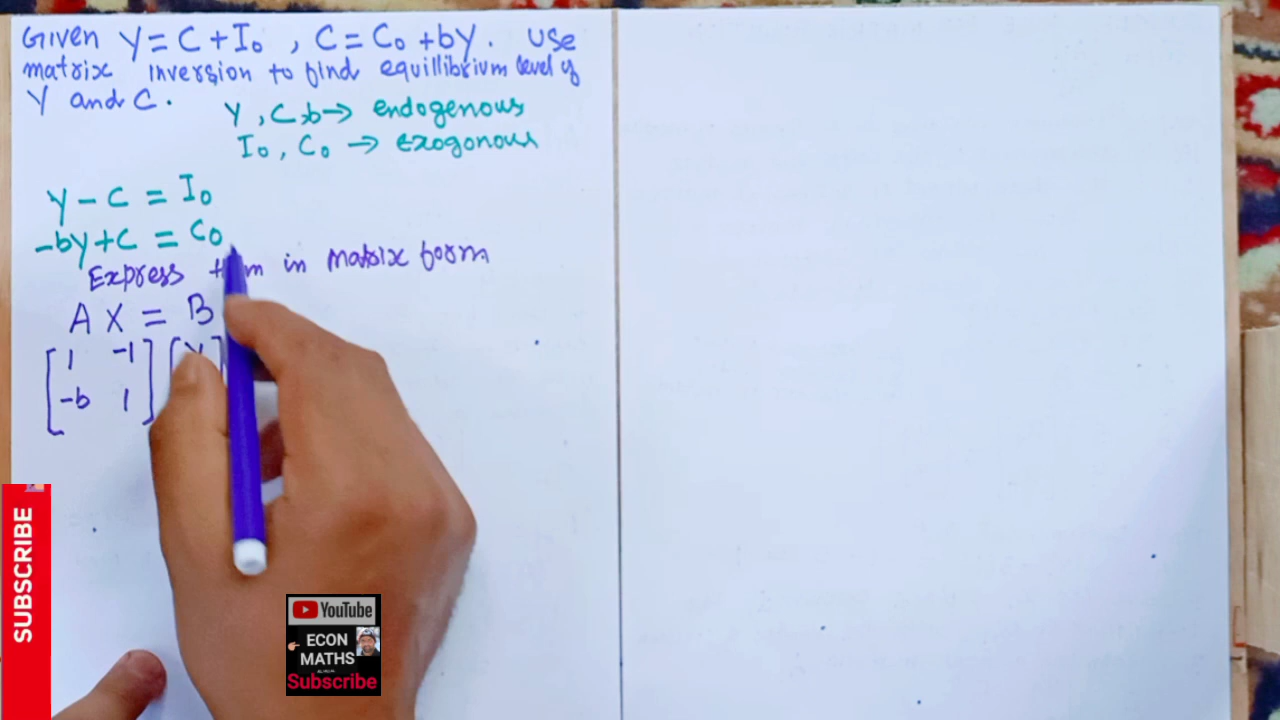 Given Y = C + I₀ , C = C₀ + bY. Use
matrix inversion to find equillibrium level of
Y and C.
Y, C, b → endogenous
I₀, C₀ → Exogonous
Y - C = I₀
-bY + C = C₀
Express in matrix form
A X = B
1 -1
-b 1
SUBSCRIBE
YouTube
ECON
MATHS
Subscribe